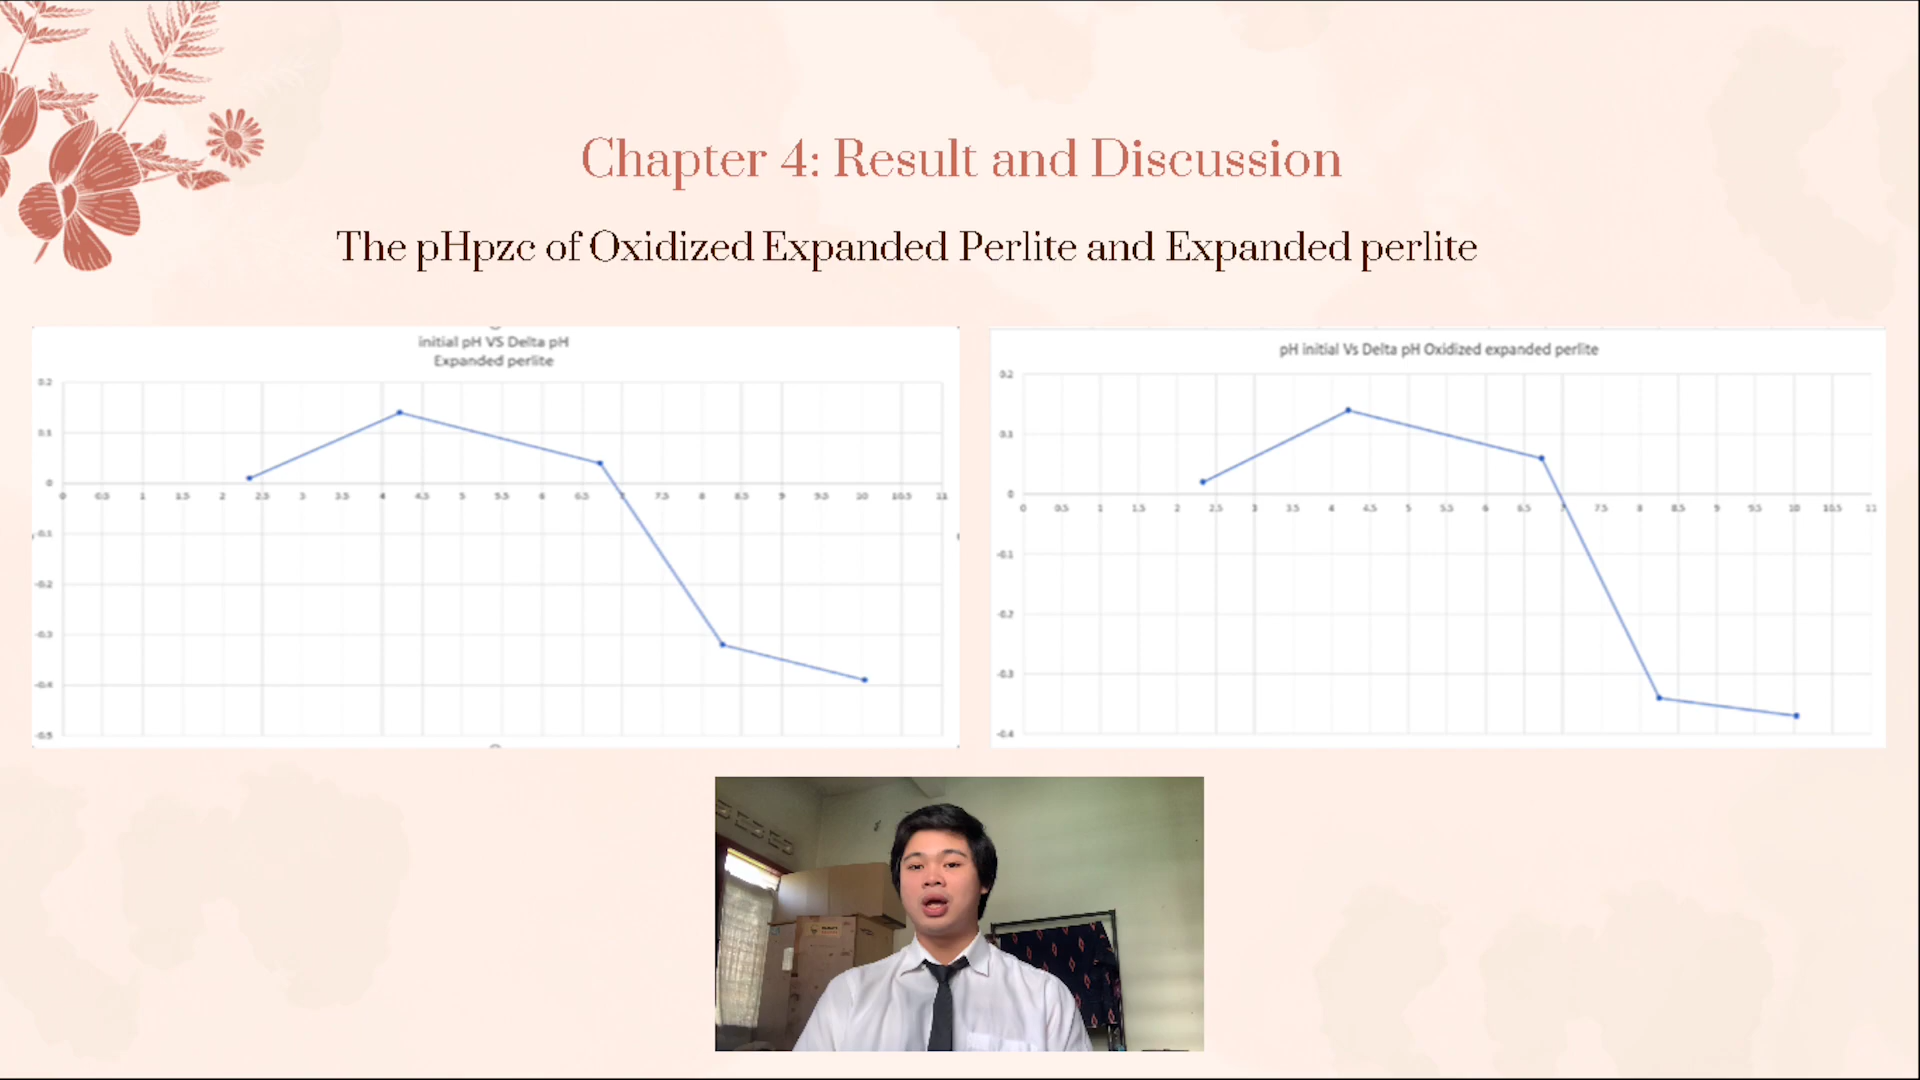 Chapter 4: Result and Discussion
The pHpzc of Oxidized Expanded Perlite and Expanded perlite
initial pH VS Delta pH
Expanded perlite
0.2
0.1
0
0 0.5 1 1.5 2 2.5 3 3.5 4 4.5 5 5.5 6 6.5 7 7.5 8 8.5 9 9.5 10 10.5 11
-0.1
-0.2
-0.3
-0.4
-0.5
pH initial Vs Delta pH Oxidized expanded perlite
0.2
0.1
0
0 0.5 1 1.5 2 2.5 3 3.5 4 4.5 5 5.5 6 6.5 7 7.5 8 8.5 9 9.5 10 10.5 11
-0.1
-0.2
-0.3
-0.4